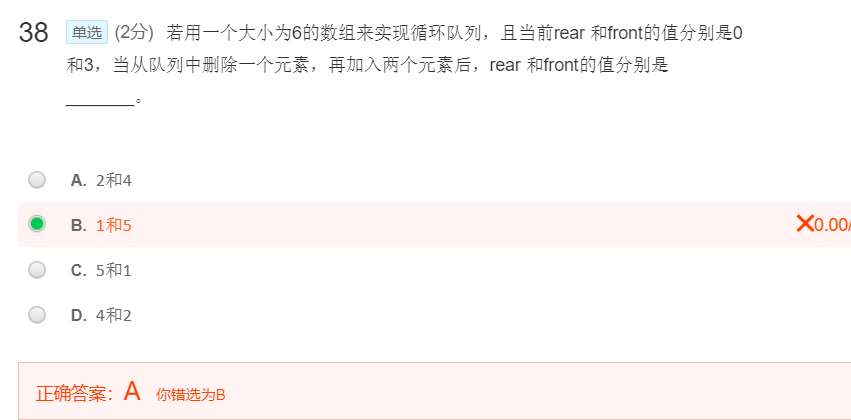 38 单选 (2分) 若用一个大小为6的数组来实现循环队列，且当前rear 和front的值分别是0
和3，当从队列中删除一个元素，再加入两个元素后，rear 和front的值分别是
_______。
A. 2和4
B. 1和5 ✕0.00/
C. 5和1
D. 4和2
正确答案：A 你错选为B